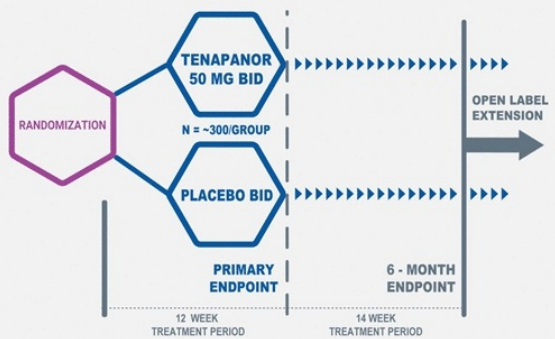 RANDOMIZATION
TENAPANOR
50 MG BID
N = ~300/GROUP
PLACEBO BID
OPEN LABEL
EXTENSION
PRIMARY
ENDPOINT
6 - MONTH
ENDPOINT
12 WEEK
TREATMENT PERIOD
14 WEEK
TREATMENT PERIOD